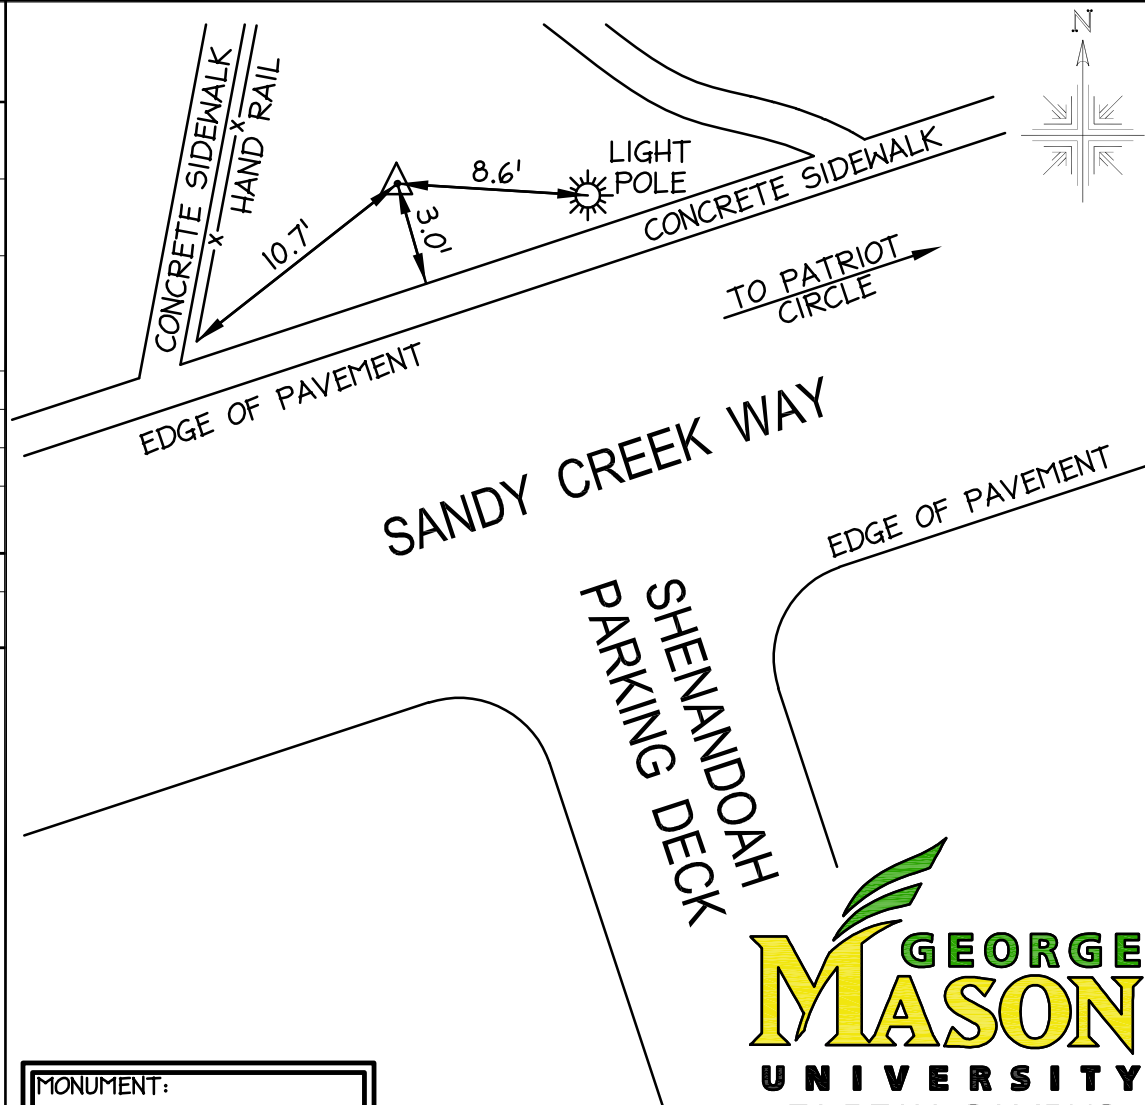 N
CONCRETE SIDEWALK
HAND RAIL
LIGHT
POLE
8.6'
10.7'
3.0'
CONCRETE SIDEWALK
TO PATRIOT
CIRCLE
EDGE OF PAVEMENT
SANDY CREEK WAY
EDGE OF PAVEMENT
SHENANDOAH
PARKING DECK
GEORGE
MASON
UNIVERSITY
MONUMENT: